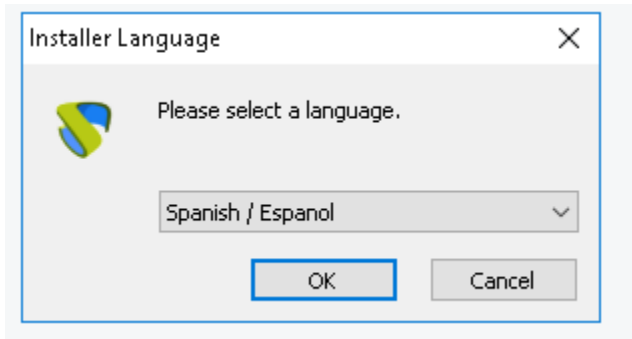 Installer Language
Please select a language.
Spanish / Espanol
OK
Cancel